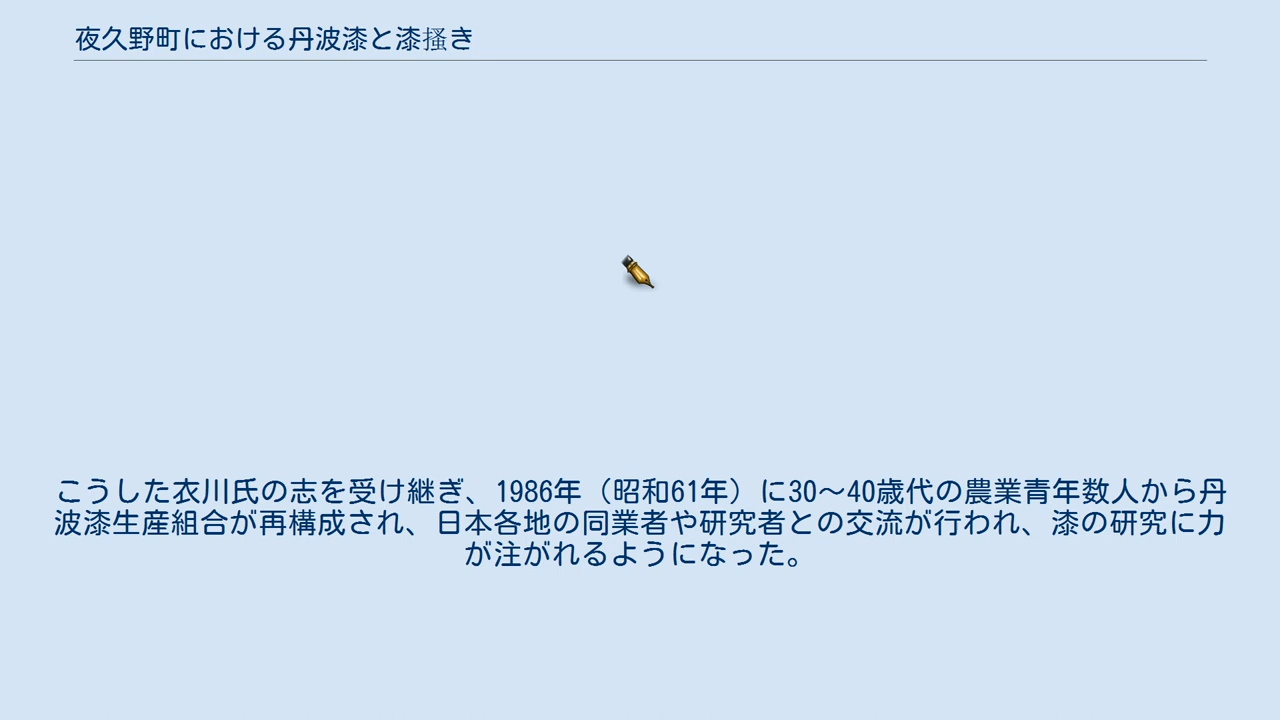 夜久野町における丹波漆と漆掻き
こうした衣川氏の志を受け継ぎ、1986年（昭和61年）に30〜40歳代の農業青年数人から丹
波漆生産組合が再構成され、日本各地の同業者や研究者との交流が行われ、漆の研究に力
が注がれるようになった。